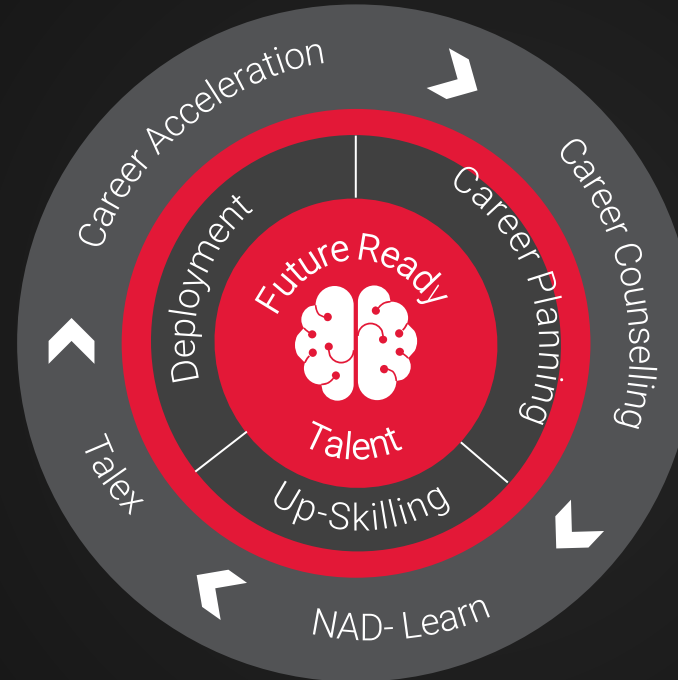 Career Acceleration
Career Counselling
NAD- Learn
Talex
Deployment
Career Planning
Up-Skilling
Future Ready
Talent